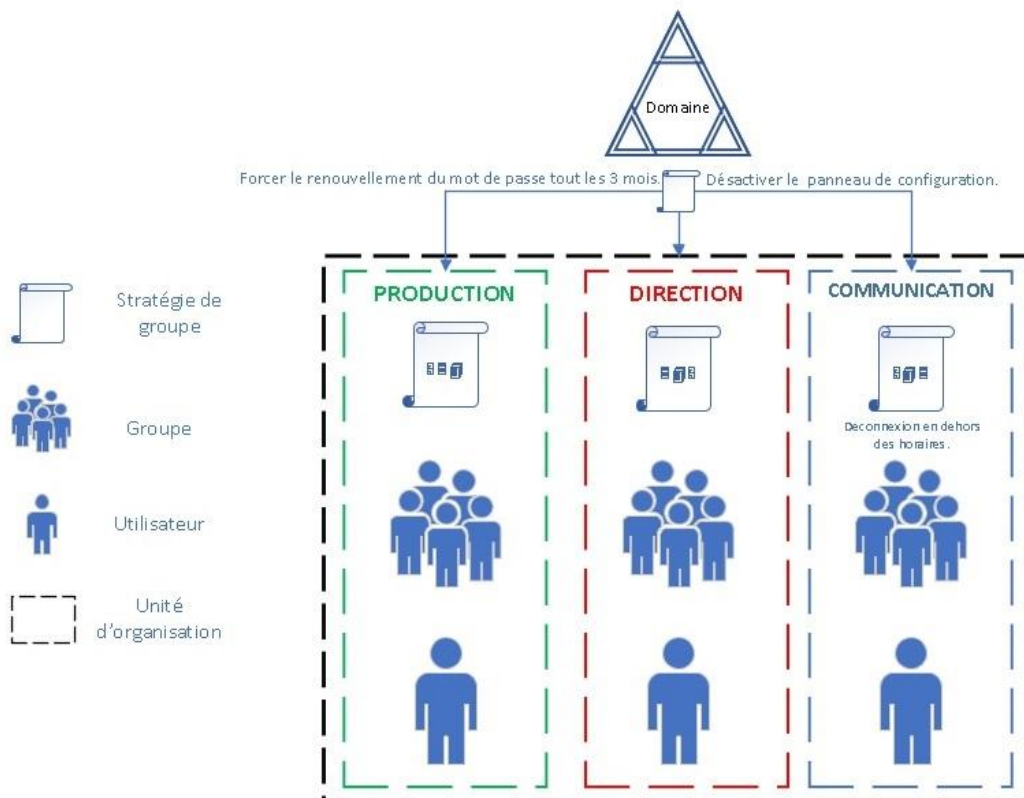 Domaine
Forcer le renouvellement du mot de passe tout les 3 mois.
Désactiver le panneau de configuration.
PRODUCTION
DIRECTION
COMMUNICATION
Deconnexion en dehors
des horaires.
Stratégie de
groupe
Groupe
Utilisateur
Unité
d'organisation